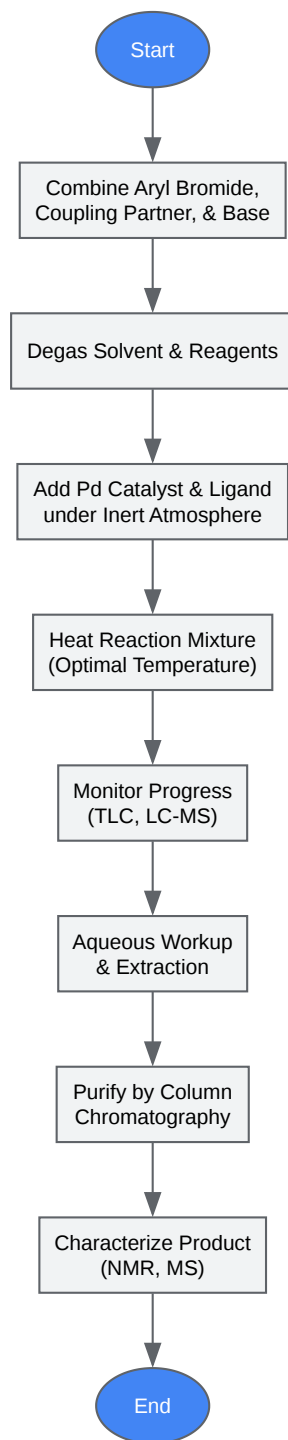 Start
Combine Aryl Bromide,
Coupling Partner, & Base
Degas Solvent & Reagents
Add Pd Catalyst & Ligand
under Inert Atmosphere
Heat Reaction Mixture
(Optimal Temperature)
Monitor Progress
(TLC, LC-MS)
Aqueous Workup
& Extraction
Purify by Column
Chromatography
Characterize Product
(NMR, MS)
End